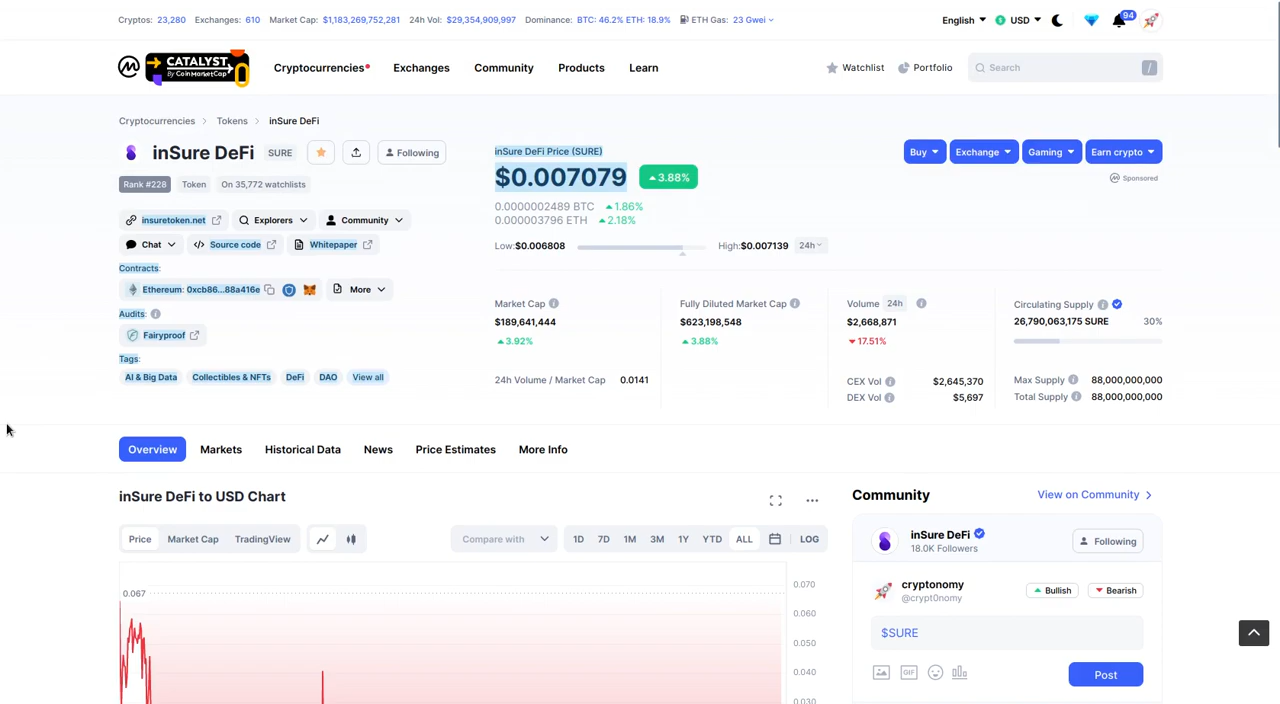 Cryptos: 23,280 Exchanges: 610 Market Cap: $1,183,269,752,281 24h Vol: $29,354,909,997 Dominance: BTC: 46.2% ETH: 18.9% ETH Gas: 23 Gwei English USD 94
CATALYST
By CoinMarketCap
Cryptocurrencies Exchanges Community Products Learn Watchlist Portfolio Search /
Cryptocurrencies > Tokens > inSure DeFi
inSure DeFi SURE Following
Rank #228 Token On 35,772 watchlists
insuretoken.net Explorers Community
Chat Source code Whitepaper
Contracts:
Ethereum: 0xcb86...88a416e More
Audits:
Fairyproof
Tags:
AI & Big Data Collectibles & NFTs DeFi DAO View all
inSure DeFi Price (SURE)
$0.007079 3.88%
0.0000002489 BTC 1.86%
0.000003796 ETH 2.18%
Low:$0.006808 High:$0.007139 24h
Buy Exchange Gaming Earn crypto
Sponsored
Market Cap
$189,641,444
3.92%
24h Volume / Market Cap 0.0141
Fully Diluted Market Cap
$623,198,548
3.88%
Volume 24h
$2,668,871
17.51%
CEX Vol $2,645,370
DEX Vol $5,697
Circulating Supply
26,790,063,175 SURE 30%
Max Supply 88,000,000,000
Total Supply 88,000,000,000
Overview Markets Historical Data News Price Estimates More Info
inSure DeFi to USD Chart
Price Market Cap TradingView Compare with 1D 7D 1M 3M 1Y YTD ALL LOG
0.067
0.070
0.060
0.050
0.040
0.030
Community View on Community >
inSure DeFi
18.0K Followers
Following
cryptonomy
@crypt0nomy
Bullish Bearish
$SURE
GIF
Post